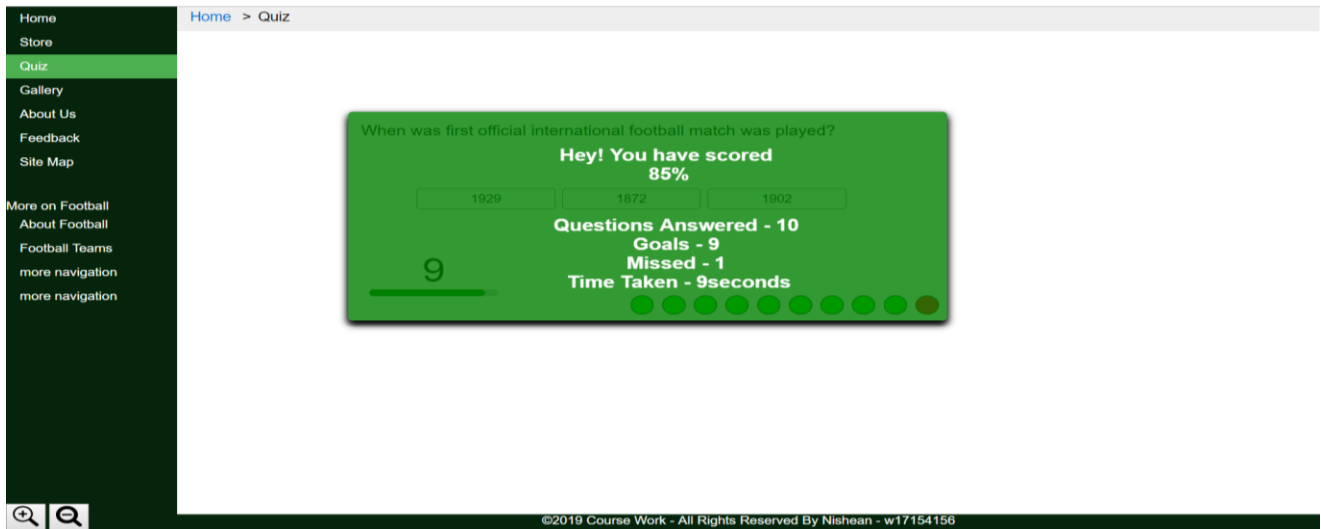 Home
Store
Quiz
Gallery
About Us
Feedback
Site Map
More on Football
About Football
Football Teams
more navigation
more navigation
Home > Quiz
When was first official international football match was played?
Hey! You have scored
85%
1929 1872 1902
Questions Answered - 10
Goals - 9
Missed - 1
9
Time Taken - 9seconds
©2019 Course Work - All Rights Reserved By Nishean - w17154156